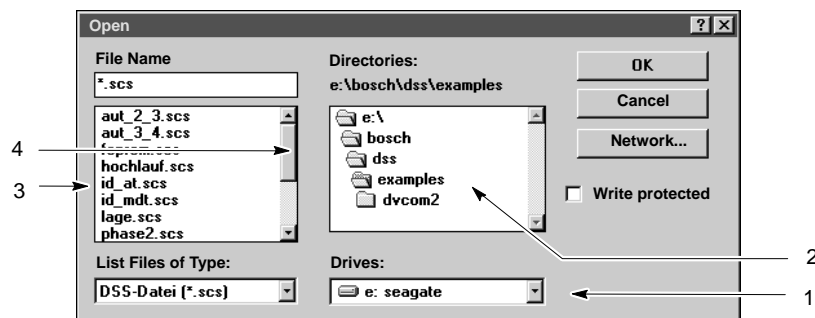 Open
File Name
*.scs
aut_2_3.scs
aut_3_4.scs
hochlauf.scs
id_at.scs
id_mdt.scs
lage.scs
phase2.scs
List Files of Type:
DSS-Datei (*.scs)
Directories:
e:\bosch\dss\examples
e:\
bosch
dss
examples
dvcom2
Drives:
e: seagate
OK
Cancel
Network...
Write protected
4
3
2
1